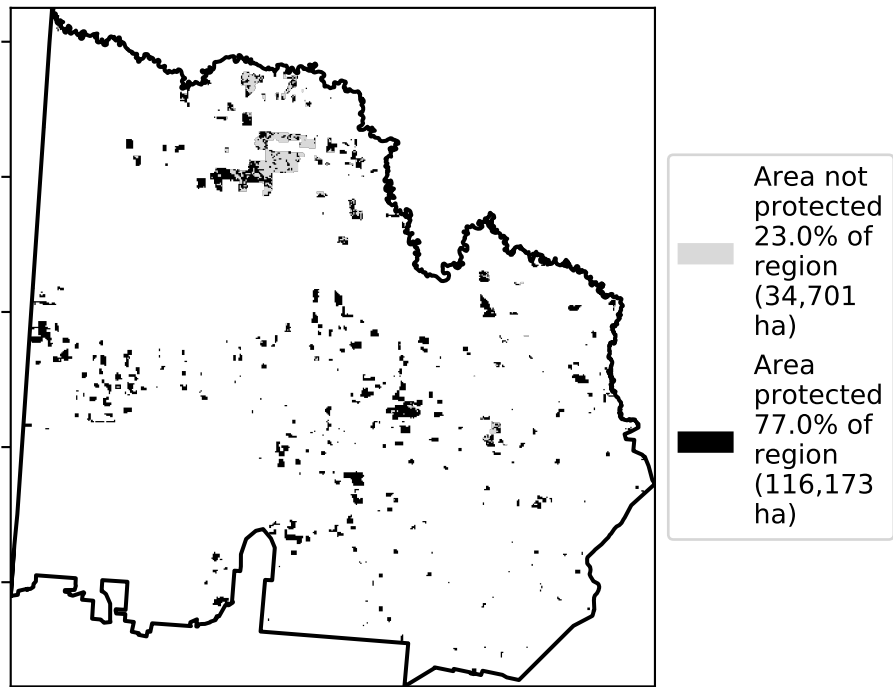 Area not
protected
23.0% of
region
(34,701
ha)
Area
protected
77.0% of
region
(116,173
ha)